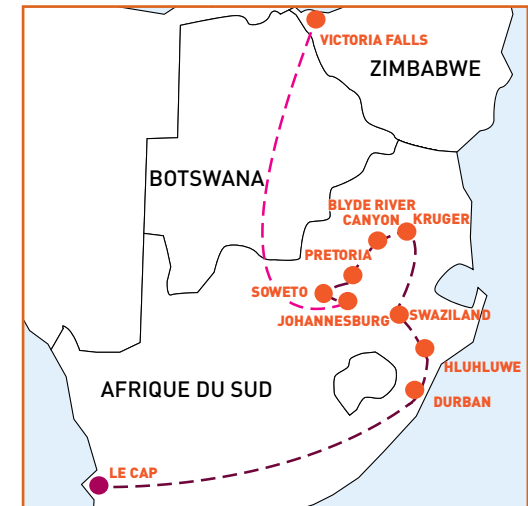 VICTORIA FALLS
ZIMBABWE
BOTSWANA
BLYDE RIVER
CANYON
KRUGER
PRETORIA
SOWETO
JOHANNESBURG
SWAZILAND
HLUHLUWE
AFRIQUE DU SUD
DURBAN
LE CAP